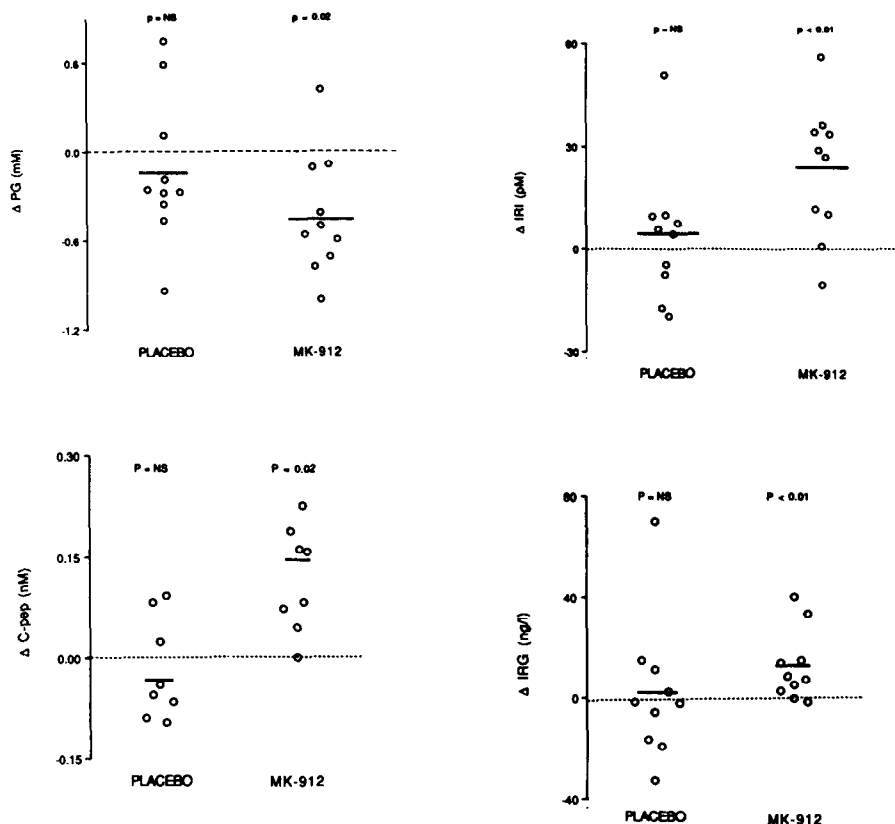 p = NS p = 0.02
0.6
0.0
-0.6
-1.2
Δ PG (mM)
PLACEBO MK-912
p = NS p < 0.01
60
30
0
-30
Δ IRI (pM)
PLACEBO MK-912
P = NS P = 0.02
0.30
0.15
0.00
-0.15
Δ C-pep (nM)
PLACEBO MK-912
P = NS P < 0.01
80
40
0
-40
Δ IRG (ng/l)
PLACEBO MK-912